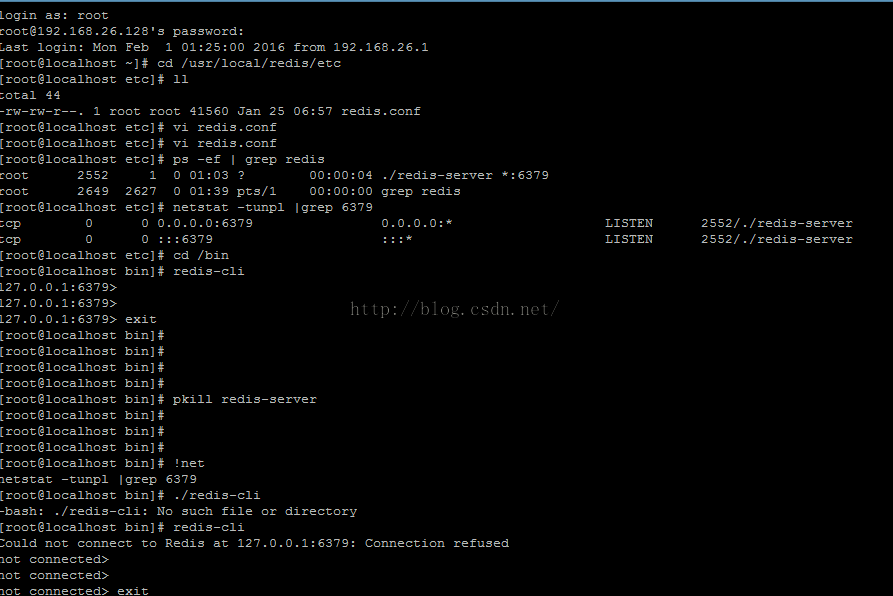 login as: root
root@192.168.26.128's password:
Last login: Mon Feb  1 01:25:00 2016 from 192.168.26.1
[root@localhost ~]# cd /usr/local/redis/etc
[root@localhost etc]# ll
total 44
-rw-rw-r--. 1 root root 41560 Jan 25 06:57 redis.conf
[root@localhost etc]# vi redis.conf
[root@localhost etc]# vi redis.conf
[root@localhost etc]# ps -ef | grep redis
root      2552     1  0 01:03 ?        00:00:04 ./redis-server *:6379
root      2649  2627  0 01:39 pts/1    00:00:00 grep redis
[root@localhost etc]# netstat -tunpl |grep 6379
tcp        0      0 0.0.0.0:6379                0.0.0.0:*                   LISTEN      2552/./redis-server
tcp        0      0 :::6379                     :::*                        LISTEN      2552/./redis-server
[root@localhost etc]# cd /bin
[root@localhost bin]# redis-cli
127.0.0.1:6379>
127.0.0.1:6379>
http://blog.csdn.net/
127.0.0.1:6379> exit
[root@localhost bin]#
[root@localhost bin]#
[root@localhost bin]#
[root@localhost bin]#
[root@localhost bin]# pkill redis-server
[root@localhost bin]#
[root@localhost bin]#
[root@localhost bin]#
[root@localhost bin]# !net
netstat -tunpl |grep 6379
[root@localhost bin]# ./redis-cli
-bash: ./redis-cli: No such file or directory
[root@localhost bin]# redis-cli
Could not connect to Redis at 127.0.0.1:6379: Connection refused
not connected>
not connected>
not connected> exit